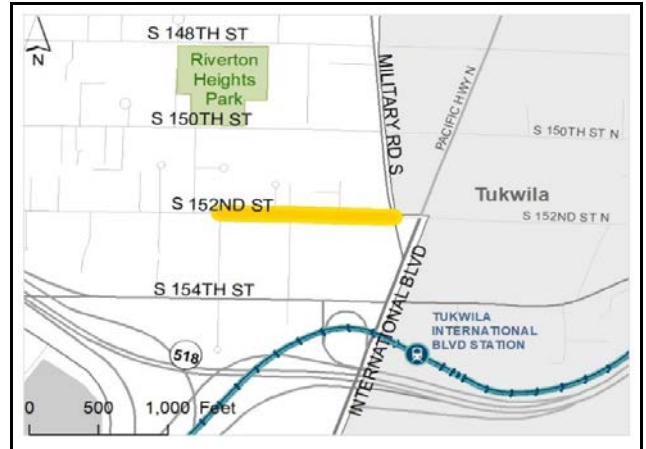 S 148TH ST
N
Riverton
Heights
Park
MILITARY RD S
PACIFIC HWY N
S 150TH ST
S 150TH ST N
Tukwila
S 152ND ST
S 152ND ST N
S 154TH ST
INTERNATIONAL BLVD
TUKWILA
INTERNATIONAL
BLVD STATION
518
0 500 1,000 Feet